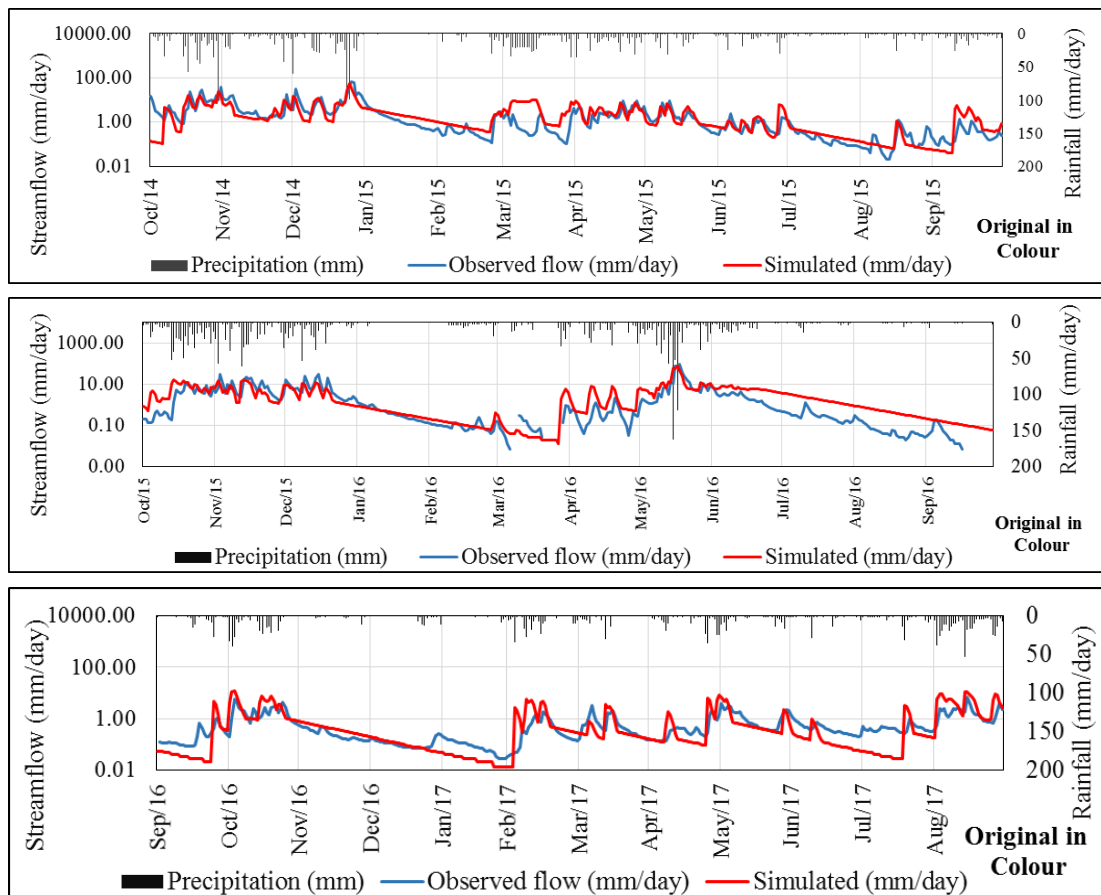 10000.00
100.00
1.00
0.01
Streamflow (mm/day)
0
50
100
150
200
Rainfall (mm/day)
Oct/14
Nov/14
Dec/14
Jan/15
Feb/15
Mar/15
Apr/15
May/15
Jun/15
Jul/15
Aug/15
Sep/15
Original in
Colour
Precipitation (mm)
Observed flow (mm/day)
Simulated (mm/day)
1000.00
10.00
0.10
0.00
Streamflow (mm/day)
0
50
100
150
200
Rainfall (mm/day)
Oct/15
Nov/15
Dec/15
Jan/16
Feb/16
Mar/16
Apr/16
May/16
Jun/16
Jul/16
Aug/16
Sep/16
Original in
Colour
Precipitation (mm)
Observed flow (mm/day)
Simulated (mm/day)
10000.00
100.00
1.00
0.01
Streamflow (mm/day)
0
50
100
150
200
Rainfall (mm/day)
Sep/16
Oct/16
Nov/16
Dec/16
Jan/17
Feb/17
Mar/17
Apr/17
May/17
Jun/17
Jul/17
Aug/17
Original in
Colour
Precipitation (mm)
Observed flow (mm/day)
Simulated (mm/day)